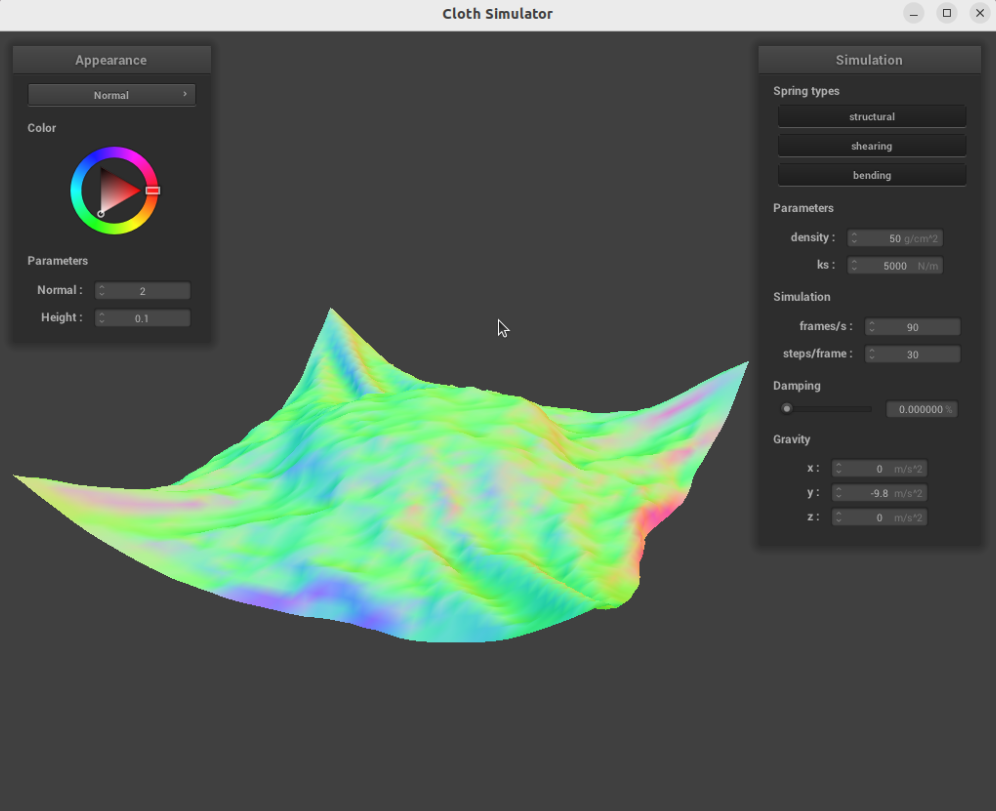 Cloth Simulator
Appearance
Normal
Color
Parameters
Normal : 2
Height : 0.1
Simulation
Spring types
structural
shearing
bending
Parameters
density : 50 g/cm^2
ks : 5000 N/m
Simulation
frames/s : 90
steps/frame : 30
Damping
0.000000 %
Gravity
x : 0 m/s^2
y : -9.8 m/s^2
z : 0 m/s^2